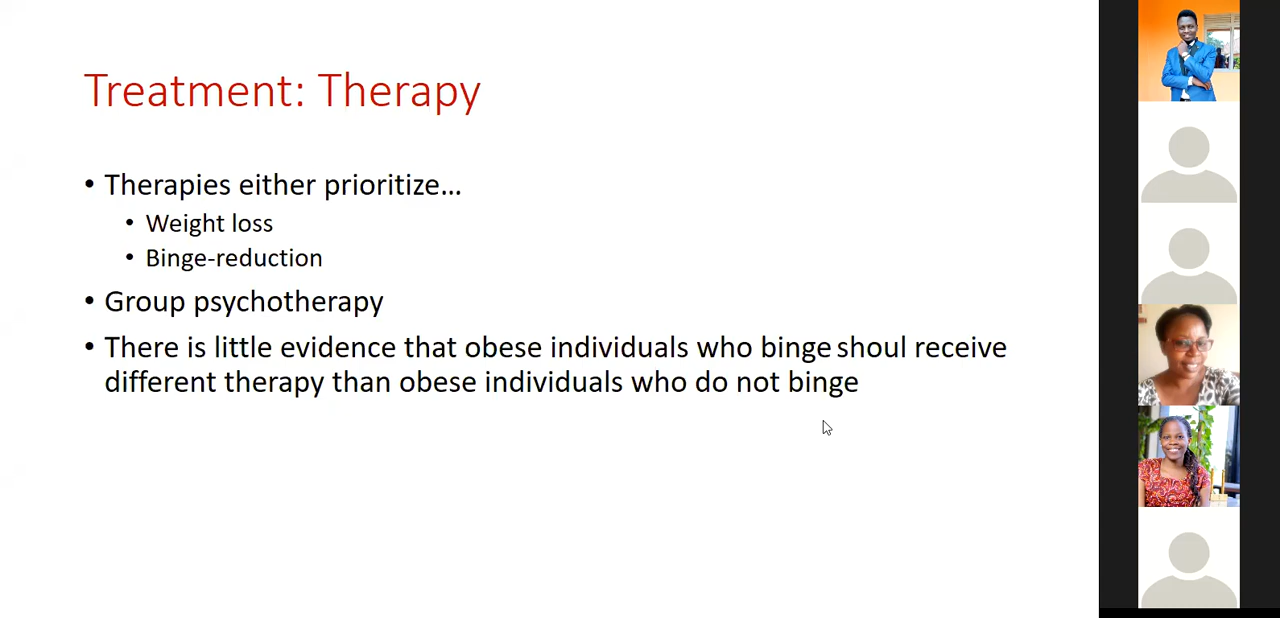 Treatment: Therapy
• Therapies either prioritize...
• Weight loss
• Binge-reduction
• Group psychotherapy
• There is little evidence that obese individuals who binge shoul receive
different therapy than obese individuals who do not binge